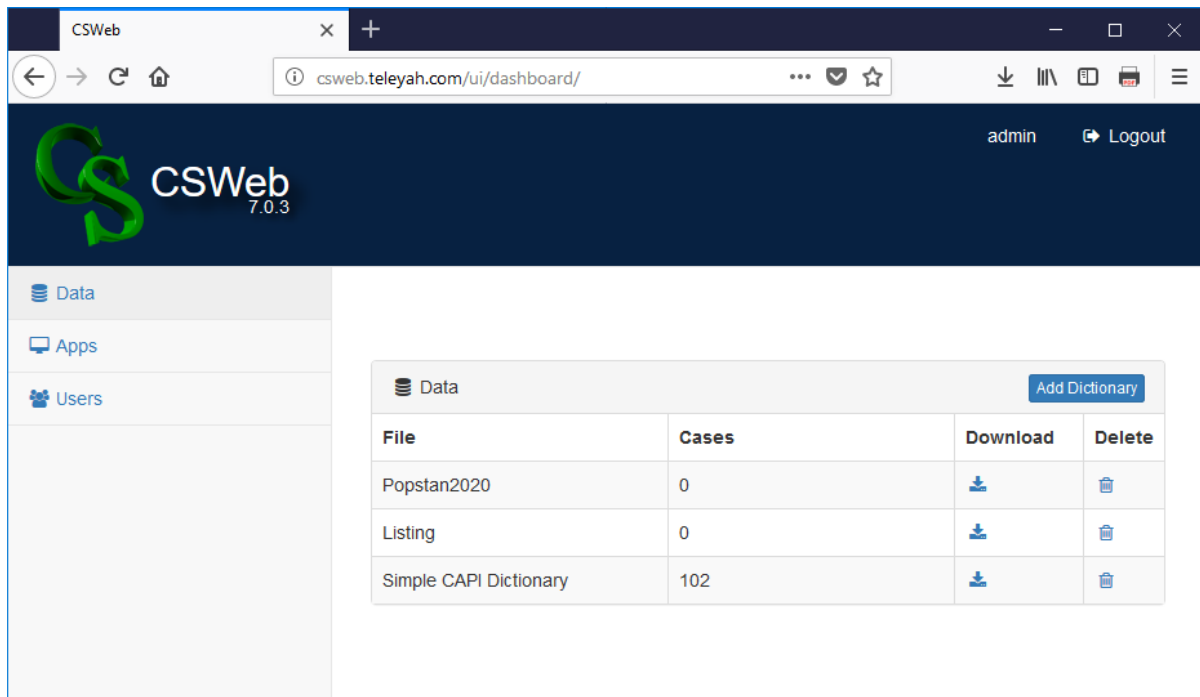 CSWeb
csweb.teleyah.com/ui/dashboard/
admin Logout
CS CSWeb
7.0.3
Data
Apps
Users
Data Add Dictionary
File Cases Download Delete
Popstan2020 0
Listing 0
Simple CAPI Dictionary 102